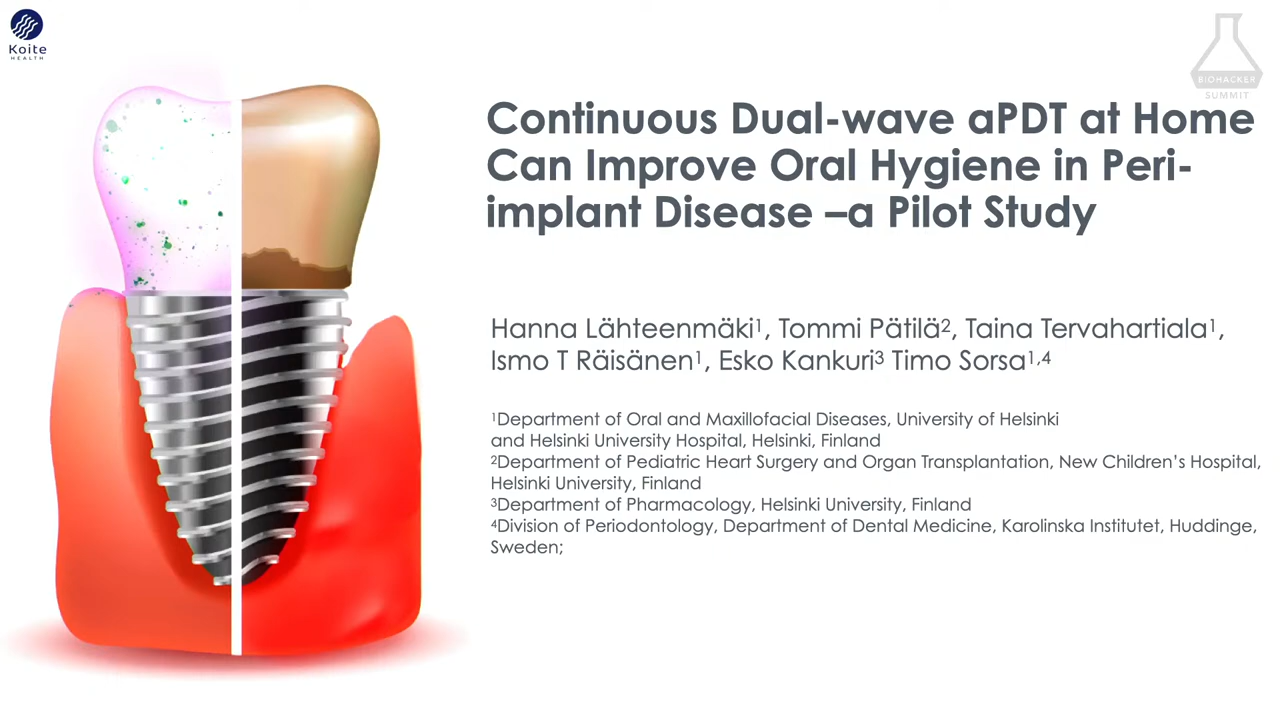 Koite
HEALTH
BIOHACKER
SUMMIT
Continuous Dual-wave aPDT at Home
Can Improve Oral Hygiene in Peri-
implant Disease –a Pilot Study
Hanna Lähteenmäki¹, Tommi Pätilä², Taina Tervahartiala¹,
Ismo T Räisänen¹, Esko Kankuri³ Timo Sorsa¹,⁴
¹Department of Oral and Maxillofacial Diseases, University of Helsinki
and Helsinki University Hospital, Helsinki, Finland
²Department of Pediatric Heart Surgery and Organ Transplantation, New Children's Hospital,
Helsinki University, Finland
³Department of Pharmacology, Helsinki University, Finland
⁴Division of Periodontology, Department of Dental Medicine, Karolinska Institutet, Huddinge,
Sweden;